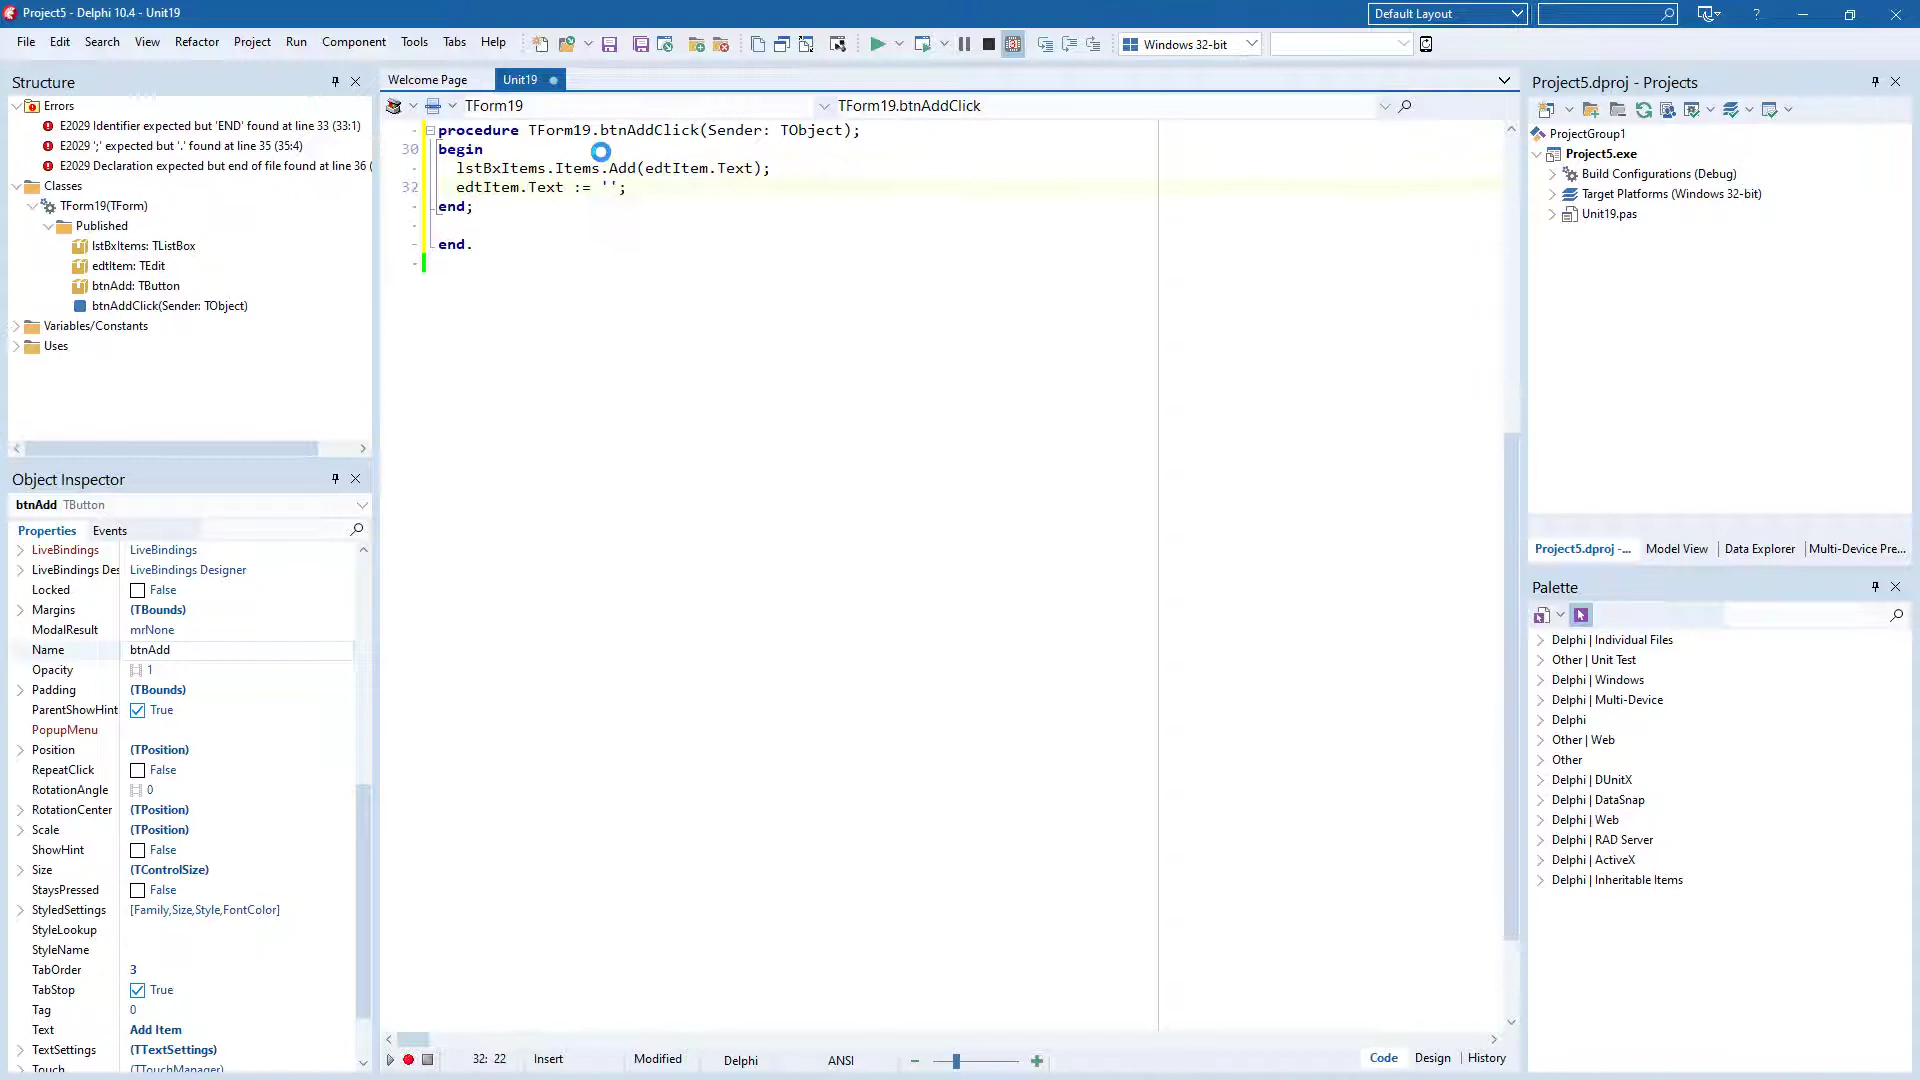 Project5 - Delphi 10.4 - Unit19
Default Layout
?
File Edit Search View Refactor Project Run Component Tools Tabs Help
Windows 32-bit
Structure
Errors
E2029 Identifier expected but 'END' found at line 33 (33:1)
E2029 ';' expected but '.' found at line 35 (35:4)
E2029 Declaration expected but end of file found at line 36 (
Classes
TForm19(TForm)
Published
lstBxItems: TListBox
edtItem: TEdit
btnAdd: TButton
btnAddClick(Sender: TObject)
Variables/Constants
Uses
Object Inspector
btnAdd TButton
Properties Events
LiveBindings LiveBindings
LiveBindings Des LiveBindings Designer
Locked False
Margins (TBounds)
ModalResult mrNone
Name btnAdd
Opacity 1
Padding (TBounds)
ParentShowHint True
PopupMenu
Position (TPosition)
RepeatClick False
RotationAngle 0
RotationCenter (TPosition)
Scale (TPosition)
ShowHint False
Size (TControlSize)
StaysPressed False
StyledSettings [Family,Size,Style,FontColor]
StyleLookup
StyleName
TabOrder 3
TabStop True
Tag 0
Text Add Item
TextSettings (TTextSettings)
Touch (TTouchManager)
Welcome Page Unit19
TForm19 TForm19.btnAddClick
procedure TForm19.btnAddClick(Sender: TObject);
30 begin
lstBxItems.Items.Add(edtItem.Text);
32 edtItem.Text := '';
end;
end.
32: 22 Insert Modified Delphi ANSI
Code Design History
Project5.dproj - Projects
ProjectGroup1
Project5.exe
Build Configurations (Debug)
Target Platforms (Windows 32-bit)
Unit19.pas
Project5.dproj -... Model View Data Explorer Multi-Device Pre...
Palette
Delphi | Individual Files
Other | Unit Test
Delphi | Windows
Delphi | Multi-Device
Delphi
Other | Web
Other
Delphi | DUnitX
Delphi | DataSnap
Delphi | Web
Delphi | RAD Server
Delphi | ActiveX
Delphi | Inheritable Items